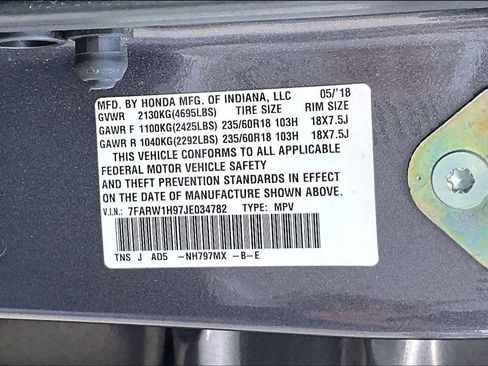 MFD. BY HONDA MFG. OF INDIANA, LLC 05/'18
GVWR 2130KG(4695LBS) TIRE SIZE RIM SIZE
GAWR F 1100KG(2425LBS) 235/60R18 103H 18X7.5J
GAWR R 1040KG(2292LBS) 235/60R18 103H 18X7.5J
THIS VEHICLE CONFORMS TO ALL APPLICABLE
FEDERAL MOTOR VEHICLE SAFETY
AND THEFT PREVENTION STANDARDS IN EFFECT
ON THE DATE OF MANUFACTURE SHOWN ABOVE.
V.I.N.: 7FARW1H97JE034782 TYPE: MPV
TNS J AD5 -NH797MX -B-E